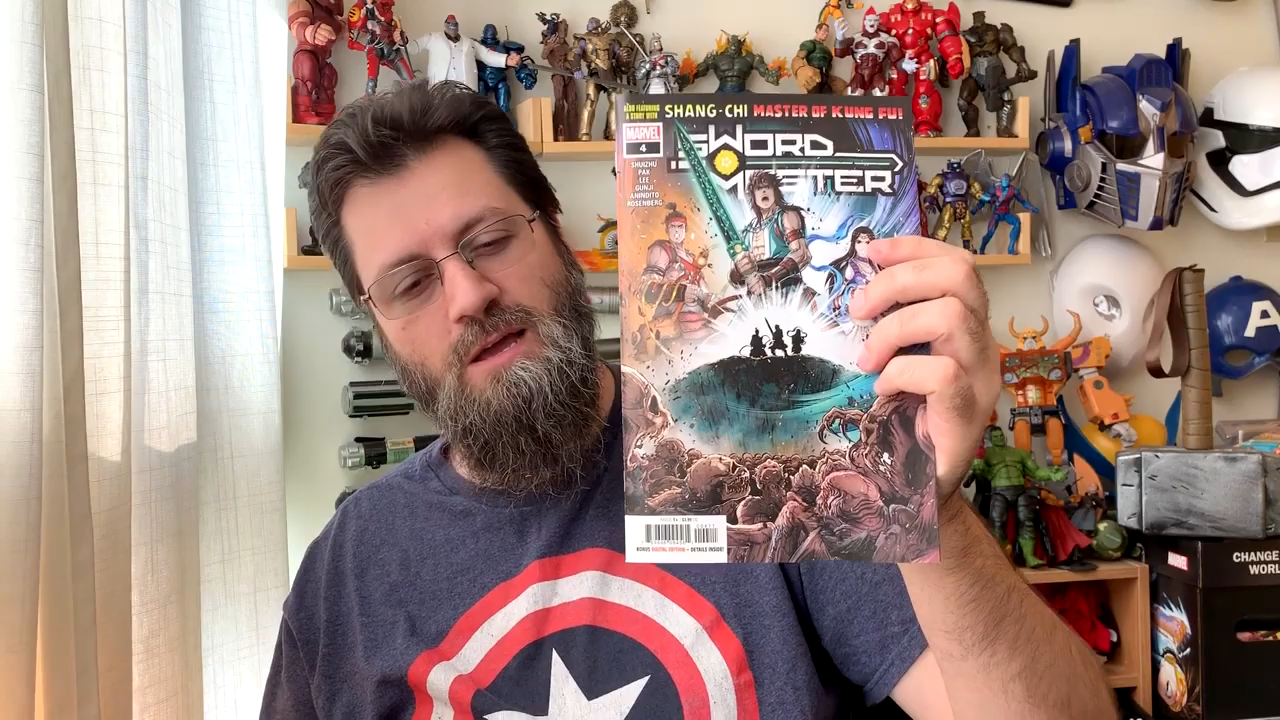 ALSO FEATURING
A STORY WITH
SHANG-CHI MASTER OF KUNG FU!
MARVEL
4
SHUIZHU
PAK
LEE
GUNJI
ANINDITO
ROSENBERG
SWORD
MASTER
BONUS DIGITAL EDITION - DETAILS INSIDE!
A
MARVEL
CHANGE
WORL